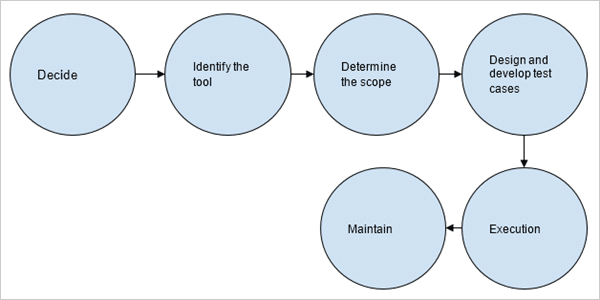 Decide
Identify the
tool
Determine
the scope
Design and
develop test
cases
Execution
Maintain